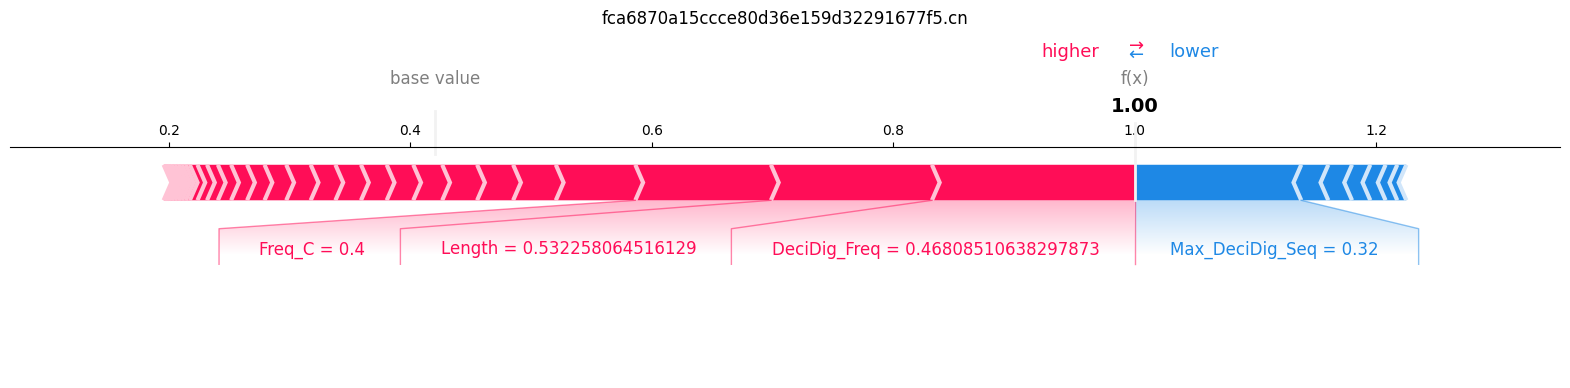 fca6870a15ccce80d36e159d32291677f5.cn
higher ⇄ lower
base value f(x)
1.00
0.2 0.4 0.6 0.8 1.0 1.2
Freq_C = 0.4 Length = 0.532258064516129 DeciDig_Freq = 0.46808510638297873 Max_DeciDig_Seq = 0.32